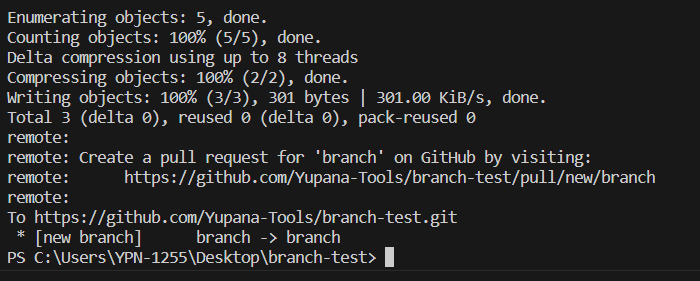 Enumerating objects: 5, done.
Counting objects: 100% (5/5), done.
Delta compression using up to 8 threads
Compressing objects: 100% (2/2), done.
Writing objects: 100% (3/3), 301 bytes | 301.00 KiB/s, done.
Total 3 (delta 0), reused 0 (delta 0), pack-reused 0
remote:
remote: Create a pull request for 'branch' on GitHub by visiting:
remote:      https://github.com/Yupana-Tools/branch-test/pull/new/branch
remote:
To https://github.com/Yupana-Tools/branch-test.git
 * [new branch]      branch -> branch
PS C:\Users\YPN-1255\Desktop\branch-test>